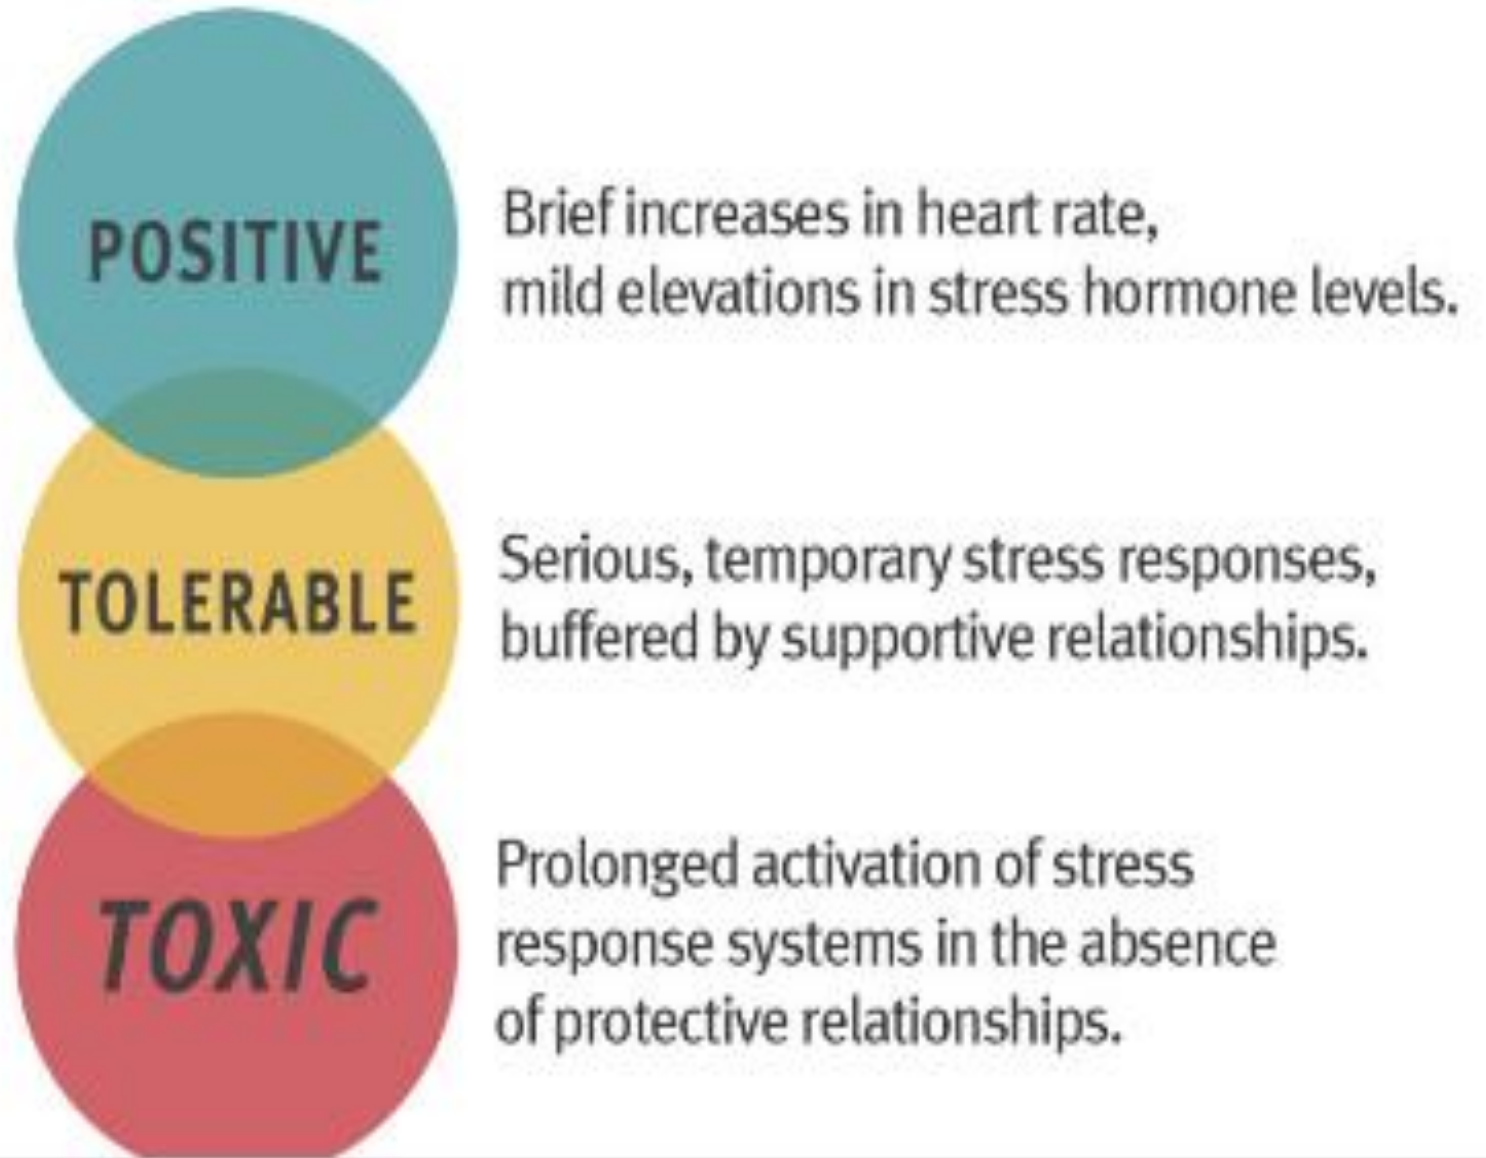 POSITIVE
Brief increases in heart rate,
mild elevations in stress hormone levels.
TOLERABLE
Serious, temporary stress responses,
buffered by supportive relationships.
TOXIC
Prolonged activation of stress
response systems in the absence
of protective relationships.